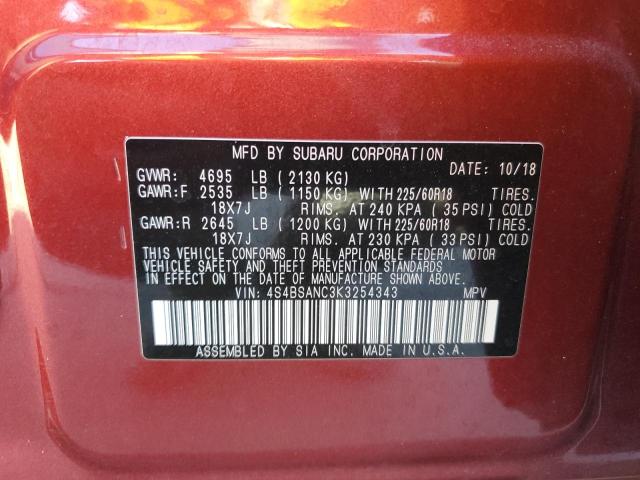 MFD BY SUBARU CORPORATION
GVWR: 4695 LB (2130 KG) DATE: 10/18
GAWR:F 2535 LB (1150 KG) WITH 225/60R18 TIRES.
18X7J RIMS. AT 240 KPA (35 PSI) COLD
GAWR:R 2645 LB (1200 KG) WITH 225/60R18 TIRES.
18X7J RIMS. AT 230 KPA (33 PSI) COLD
THIS VEHICLE CONFORMS TO ALL APPLICABLE FEDERAL MOTOR
VEHICLE SAFETY AND THEFT PREVENTION STANDARDS
IN EFFECT ON THE DATE OF MANUFACTURE SHOWN ABOVE.
VIN: 4S4BSANC3K3254343 MPV
ASSEMBLED BY SIA INC. MADE IN U.S.A.